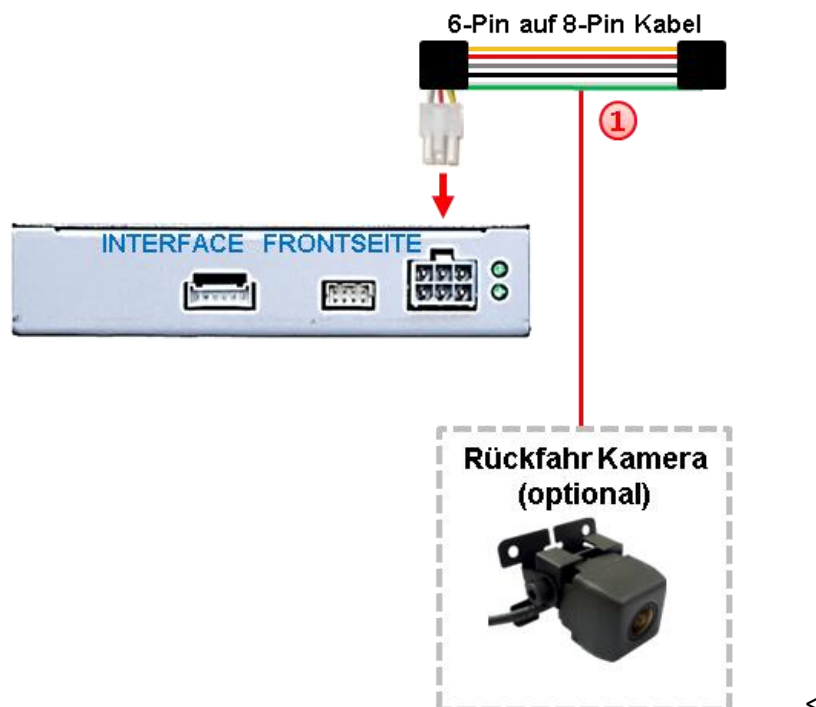 6-Pin auf 8-Pin Kabel
1
INTERFACE FRONTSEITE
Rückfahr Kamera
(optional)
<